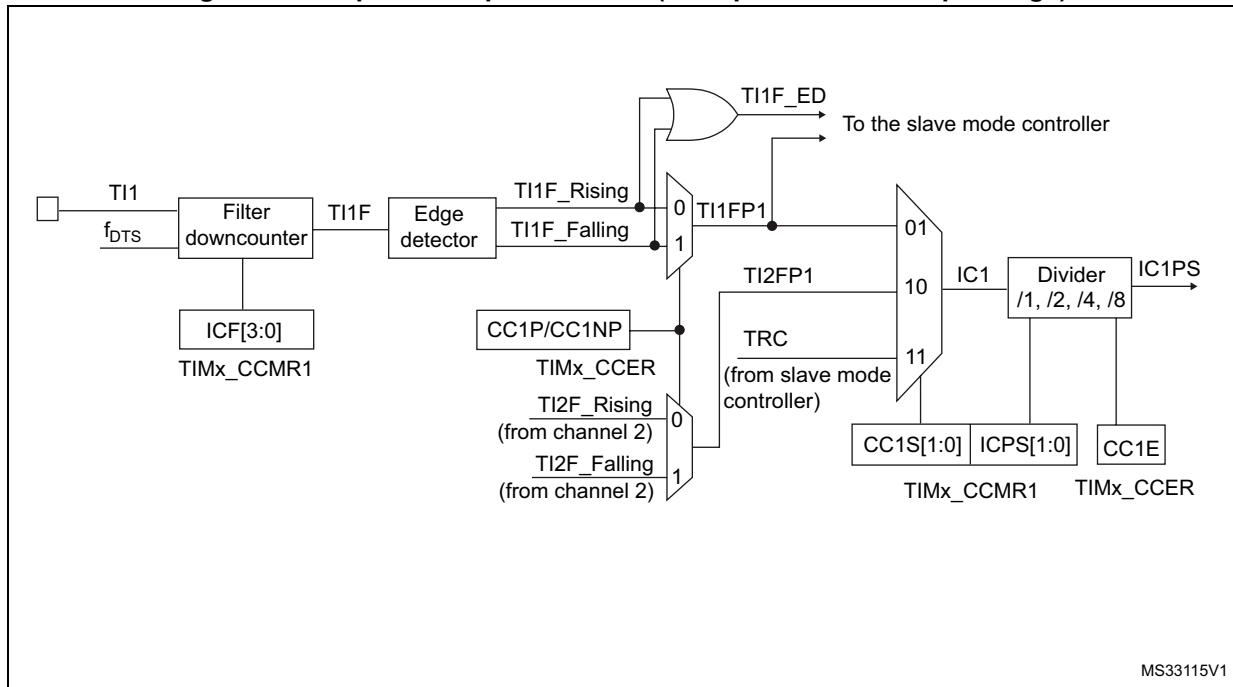 TI1F_ED
To the slave mode controller
TI1
fDTS
Filter
downcounter
TI1F
Edge
detector
TI1F_Rising
TI1F_Falling
0
1
TI1FP1
01
TI2FP1
10
IC1
Divider
/1, /2, /4, /8
IC1PS
ICF[3:0]
TIMx_CCMR1
CC1P/CC1NP
TIMx_CCER
TRC
11
(from slave mode
controller)
TI2F_Rising
(from channel 2)
0
TI2F_Falling
(from channel 2)
1
CC1S[1:0]
ICPS[1:0]
CC1E
TIMx_CCMR1
TIMx_CCER
MS33115V1